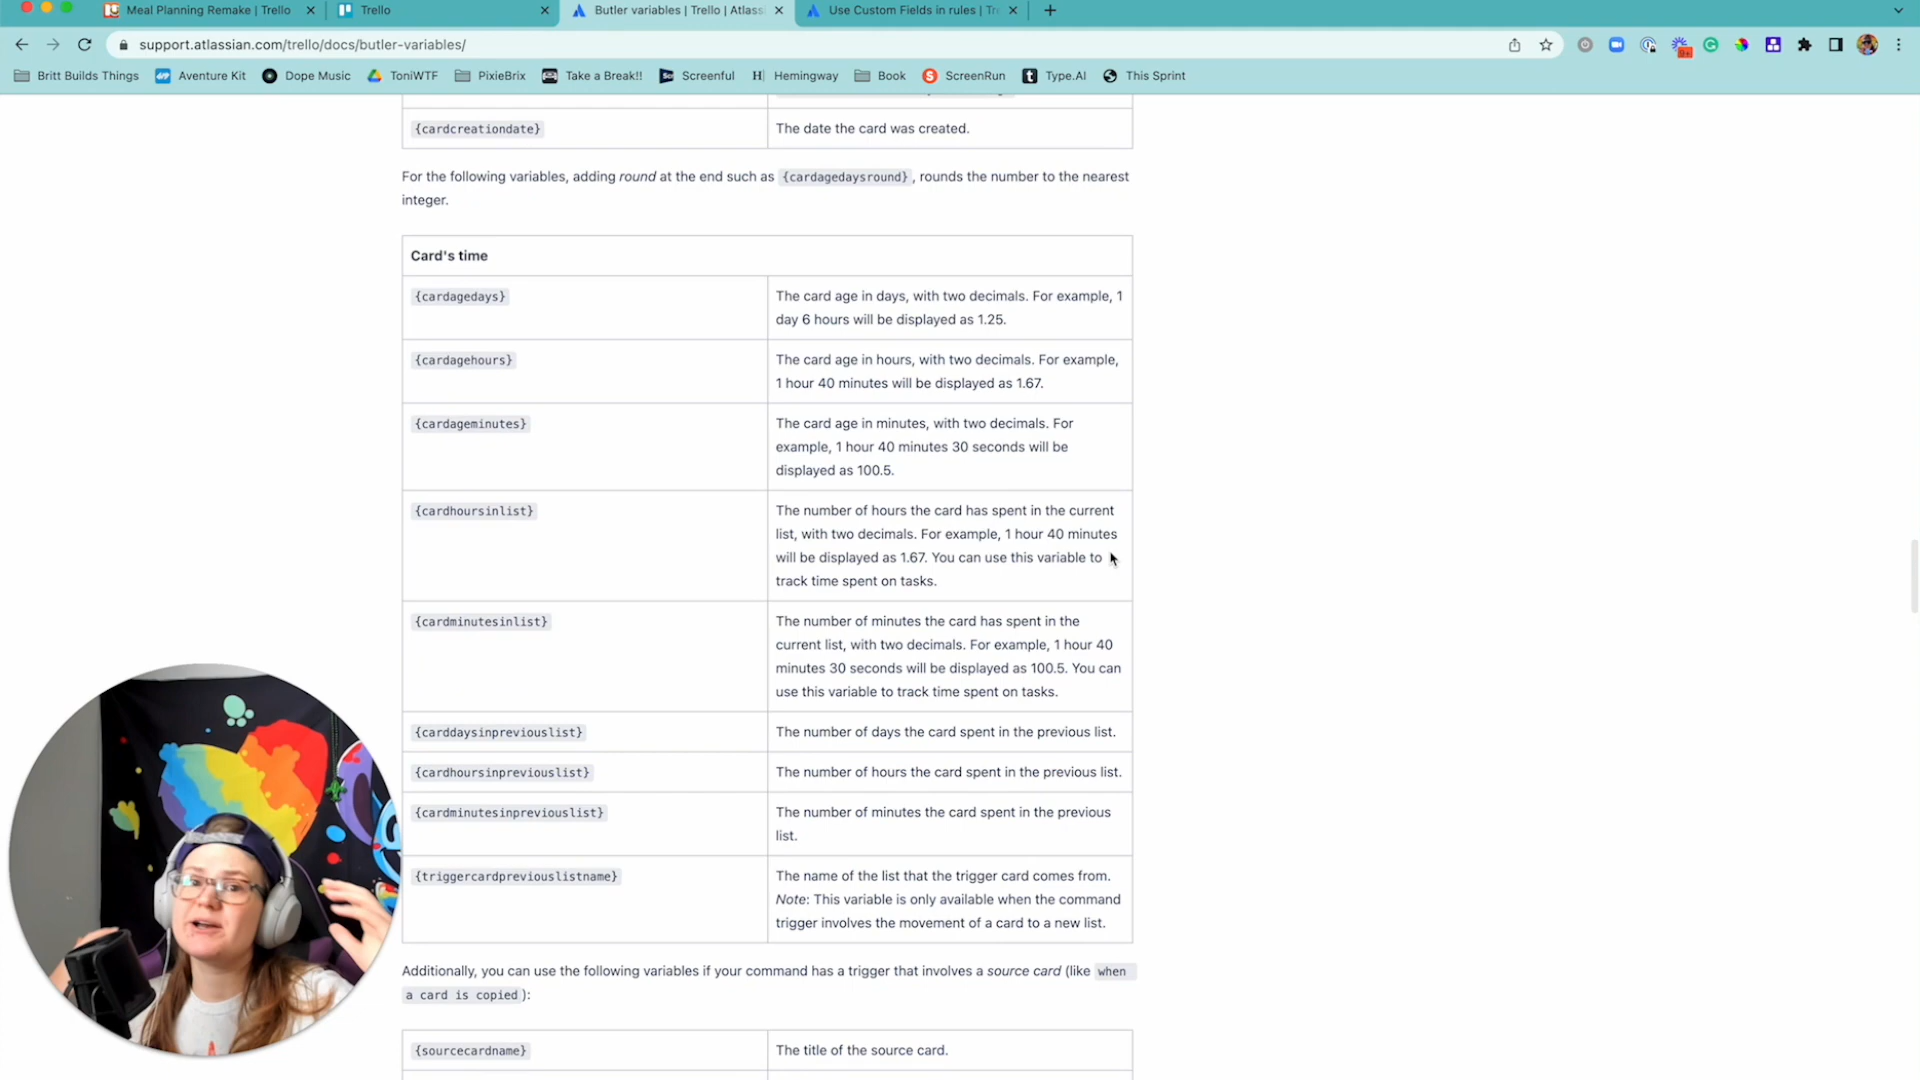 Meal Planning Remake | Trello
Trello
Butler variables | Trello | Atlass
Use Custom Fields in rules | Tr
support.atlassian.com/trello/docs/butler-variables/
Britt Builds Things
Aventure Kit
Dope Music
ToniWTF
PixieBrix
Take a Break!!
Screenful
Hemingway
Book
ScreenRun
Type.AI
This Sprint
{cardcreationdate}
The date the card was created.
For the following variables, adding round at the end such as {cardagedaysround}, rounds the number to the nearest
integer.
Card's time
{cardagedays}
The card age in days, with two decimals. For example, 1
day 6 hours will be displayed as 1.25.
{cardagehours}
The card age in hours, with two decimals. For example,
1 hour 40 minutes will be displayed as 1.67.
{cardageminutes}
The card age in minutes, with two decimals. For
example, 1 hour 40 minutes 30 seconds will be
displayed as 100.5.
{cardhoursinlist}
The number of hours the card has spent in the current
list, with two decimals. For example, 1 hour 40 minutes
will be displayed as 1.67. You can use this variable to
track time spent on tasks.
{cardminutesinlist}
The number of minutes the card has spent in the
current list, with two decimals. For example, 1 hour 40
minutes 30 seconds will be displayed as 100.5. You can
use this variable to track time spent on tasks.
{carddaysinpreviouslist}
The number of days the card spent in the previous list.
{cardhoursinpreviouslist}
The number of hours the card spent in the previous list.
{cardminutesinpreviouslist}
The number of minutes the card spent in the previous
list.
{triggercardpreviouslistname}
The name of the list that the trigger card comes from.
Note: This variable is only available when the command
trigger involves the movement of a card to a new list.
Additionally, you can use the following variables if your command has a trigger that involves a source card (like when
a card is copied):
{sourcecardname}
The title of the source card.